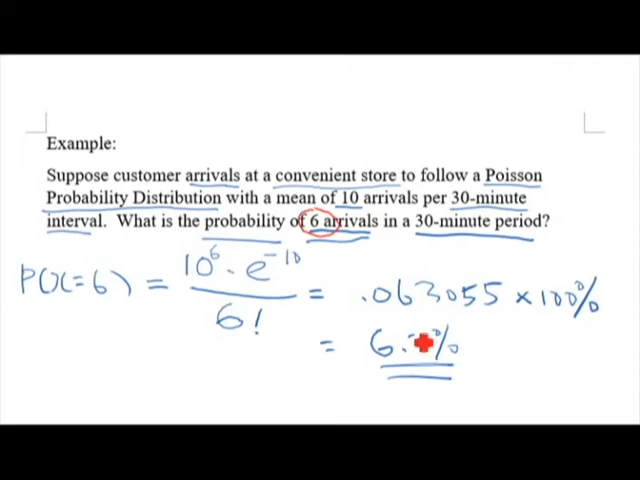 Example:
Suppose customer arrivals at a convenient store to follow a Poisson
Probability Distribution with a mean of 10 arrivals per 30-minute
interval. What is the probability of 6 arrivals in a 30-minute period?
P(x=6) = 10⁶ · e⁻¹⁰ / 6! = .063055 × 100%
= 6. %